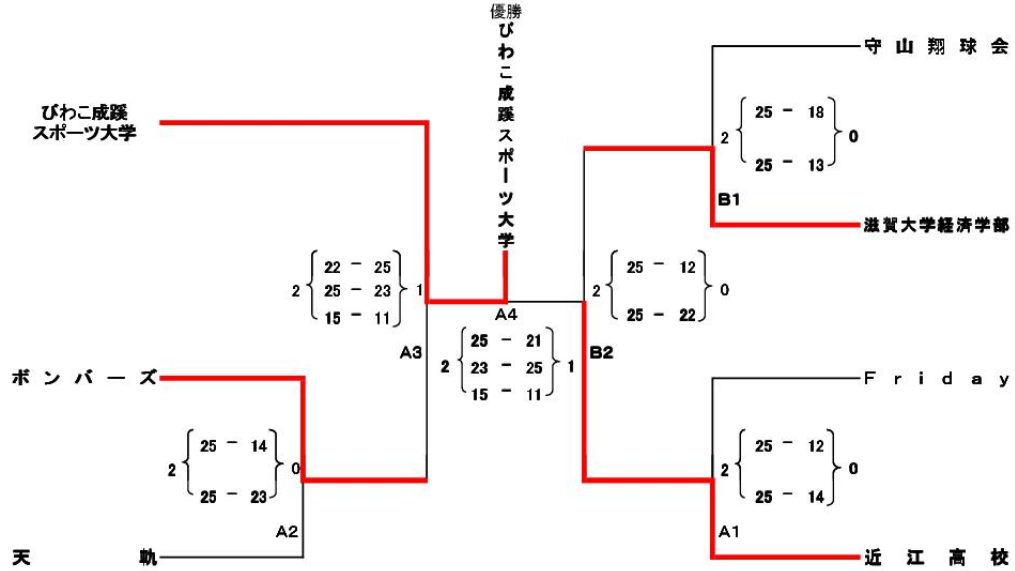 優勝
びわこ成蹊スポーツ大学
守山翔球会
びわこ成蹊
スポーツ大学
2 25 - 18 0
25 - 13
B1
滋賀大学経済学部
2 22 - 25 1
25 - 23
15 - 11
A3
2 25 - 12 0
25 - 22
B2
A4
2 25 - 21 1
23 - 25
15 - 11
ボンバーズ
Friday
2 25 - 14 0
25 - 23
A2
2 25 - 12 0
25 - 14
A1
天軌
近江高校